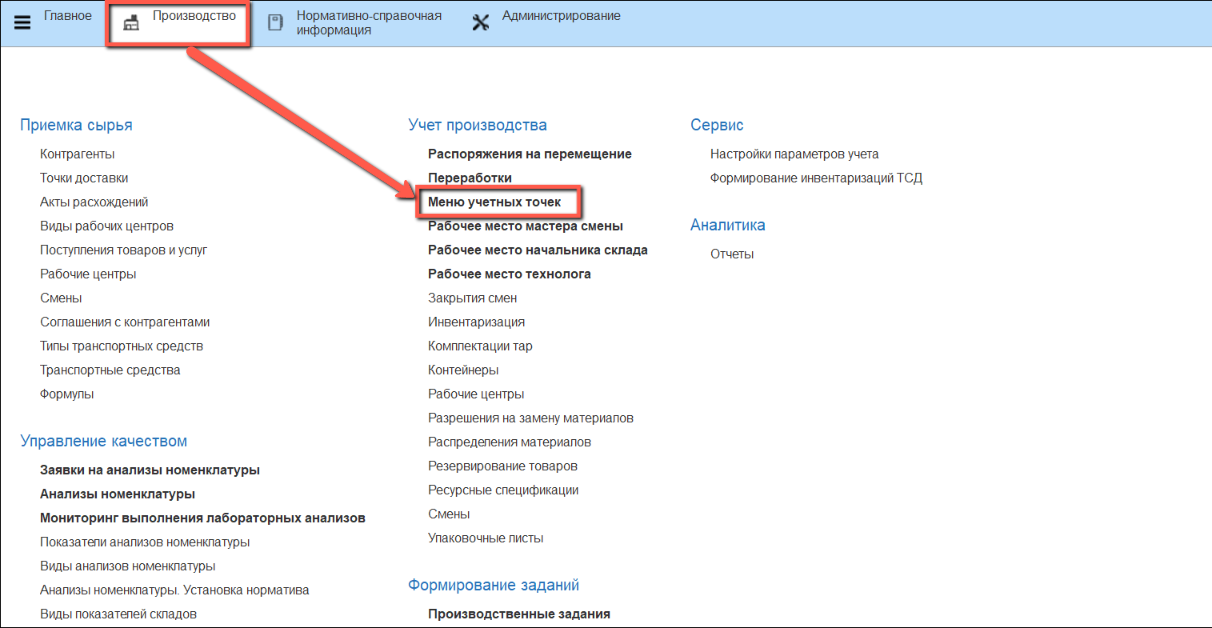 Главное
Производство
Нормативно-справочная
информация
Администрирование
Приемка сырья
Контрагенты
Точки доставки
Акты расхождений
Виды рабочих центров
Поступления товаров и услуг
Рабочие центры
Смены
Соглашения с контрагентами
Типы транспортных средств
Транспортные средства
Формулы
Управление качеством
Заявки на анализы номенклатуры
Анализы номенклатуры
Мониторинг выполнения лабораторных анализов
Показатели анализов номенклатуры
Виды анализов номенклатуры
Анализы номенклатуры. Установка норматива
Виды показателей складов
Учет производства
Распоряжения на перемещение
Переработки
Меню учетных точек
Рабочее место мастера смены
Рабочее место начальника склада
Рабочее место технолога
Закрытия смен
Инвентаризация
Комплектации тар
Контейнеры
Рабочие центры
Разрешения на замену материалов
Распределения материалов
Резервирование товаров
Ресурсные спецификации
Смены
Упаковочные листы
Формирование заданий
Производственные задания
Сервис
Настройки параметров учета
Формирование инвентаризаций ТСД
Аналитика
Отчеты